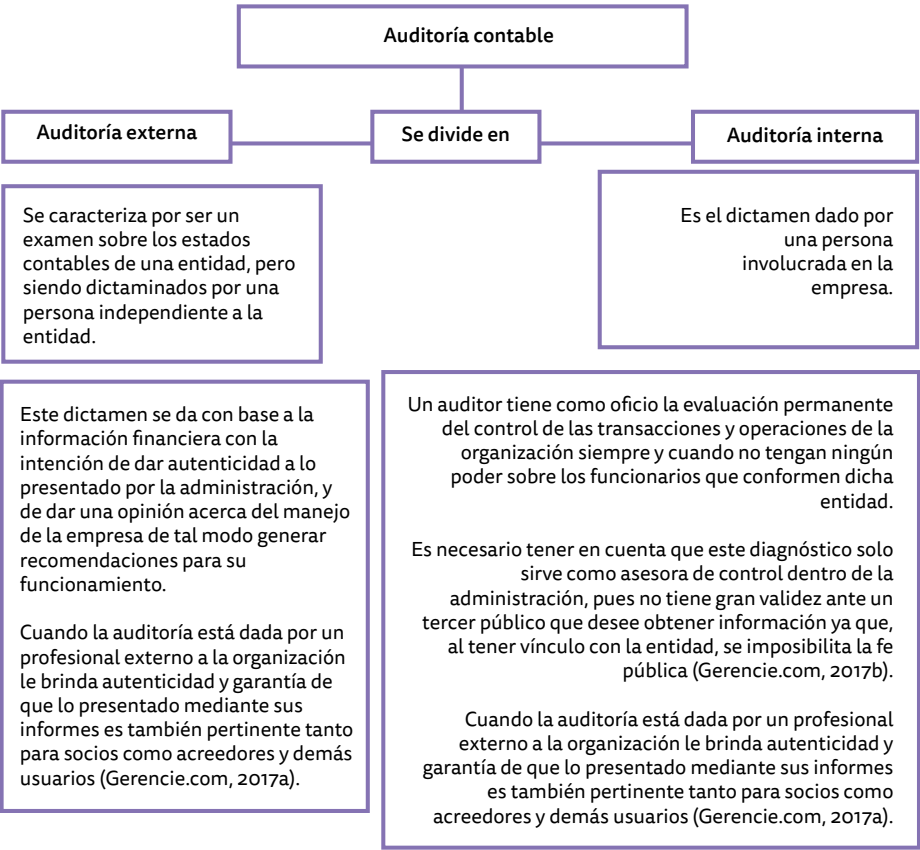 Auditoría contable
Auditoría externa
Se divide en
Auditoría interna
Se caracteriza por ser un
examen sobre los estados
contables de una entidad, pero
siendo dictaminados por una
persona independiente a la
entidad.
Es el dictamen dado por
una persona
involucrada en la
empresa.
Este dictamen se da con base a la
información financiera con la
intención de dar autenticidad a lo
presentado por la administración, y
de dar una opinión acerca del manejo
de la empresa de tal modo generar
recomendaciones para su
funcionamiento.
Cuando la auditoría está dada por un
profesional externo a la organización
le brinda autenticidad y garantía de
que lo presentado mediante sus
informes es también pertinente tanto
para socios como acreedores y demás
usuarios (Gerencie.com, 2017a).
Un auditor tiene como oficio la evaluación permanente
del control de las transacciones y operaciones de la
organización siempre y cuando no tengan ningún
poder sobre los funcionarios que conformen dicha
entidad.
Es necesario tener en cuenta que este diagnóstico solo
sirve como asesora de control dentro de la
administración, pues no tiene gran validez ante un
tercer público que desee obtener información ya que,
al tener vínculo con la entidad, se imposibilita la fe
pública (Gerencie.com, 2017b).
Cuando la auditoría está dada por un profesional
externo a la organización le brinda autenticidad y
garantía de que lo presentado mediante sus informes
es también pertinente tanto para socios como
acreedores y demás usuarios (Gerencie.com, 2017a).